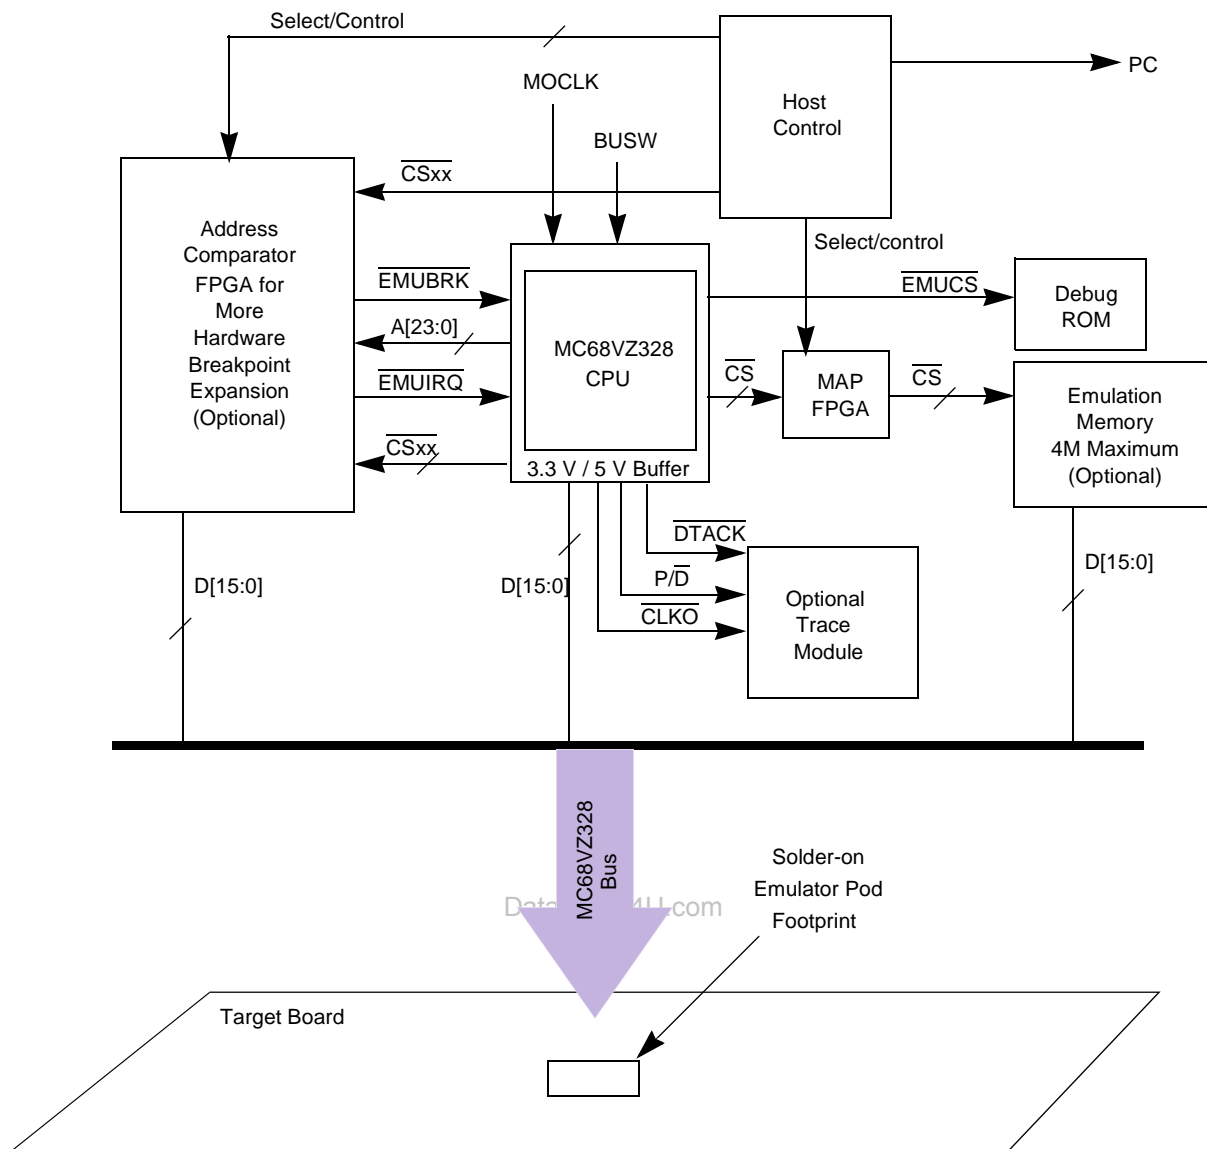 Select/Control
MOCLK
BUSW
Host
Control
PC
CSxx
Address
Comparator
FPGA for
More
Hardware
Breakpoint
Expansion
(Optional)
EMUBRK
A[23:0]
EMUIRQ
CSxx
MC68VZ328
CPU
3.3 V / 5 V Buffer
Select/control
EMUCS
Debug
ROM
CS
MAP
FPGA
CS
Emulation
Memory
4M Maximum
(Optional)
DTACK
P/D
CLKO
Optional
Trace
Module
D[15:0]
D[15:0]
D[15:0]
MC68VZ328
Bus
Solder-on
Emulator Pod
Footprint
Target Board